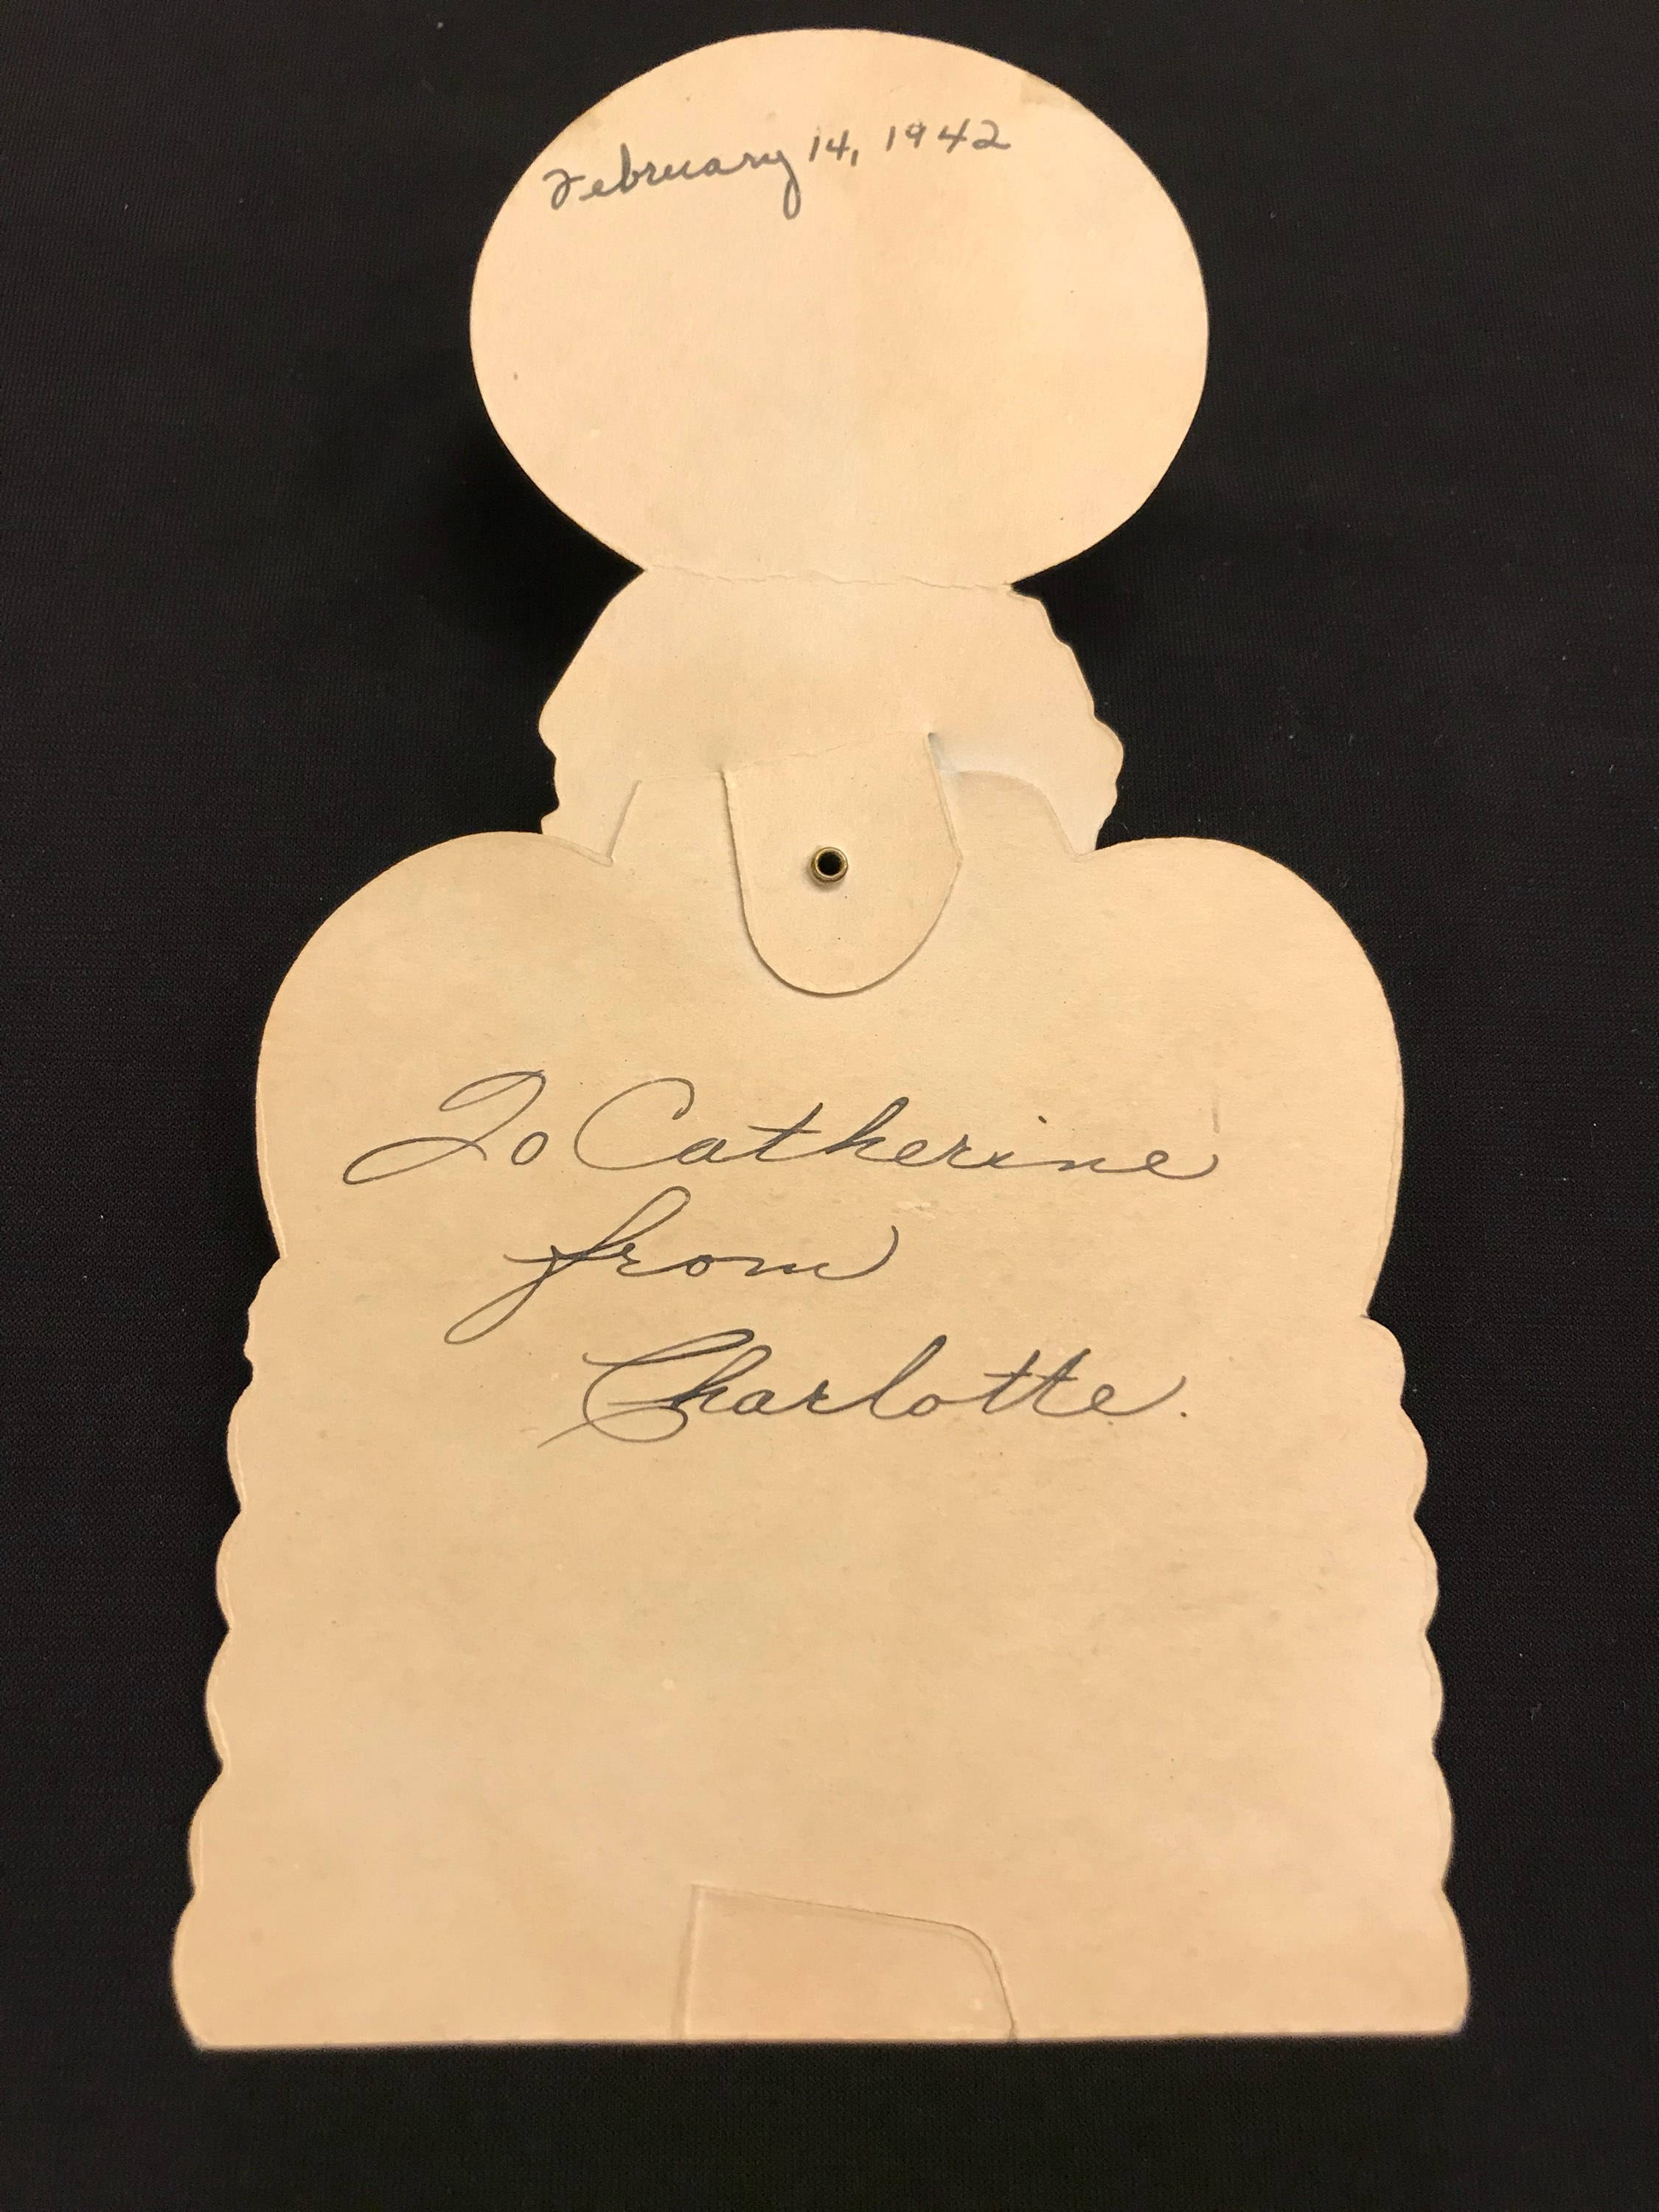 February 14, 1942
To Catherine
from
Charlotte.